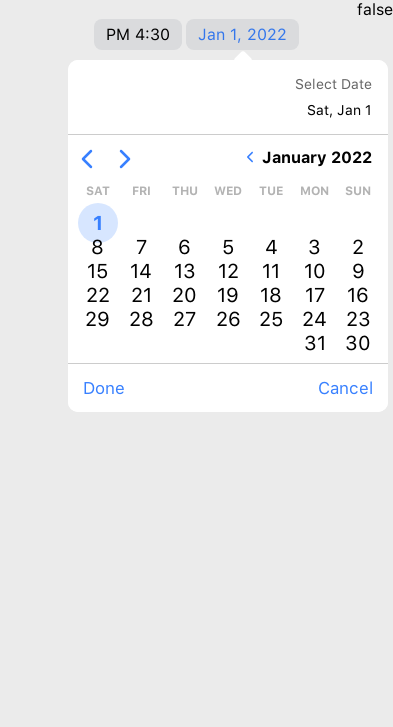 false
PM 4:30 Jan 1, 2022
Select Date
Sat, Jan 1
January 2022
SAT FRI THU WED TUE MON SUN
1
8 7 6 5 4 3 2
15 14 13 12 11 10 9
22 21 20 19 18 17 16
29 28 27 26 25 24 23
31 30
Done Cancel